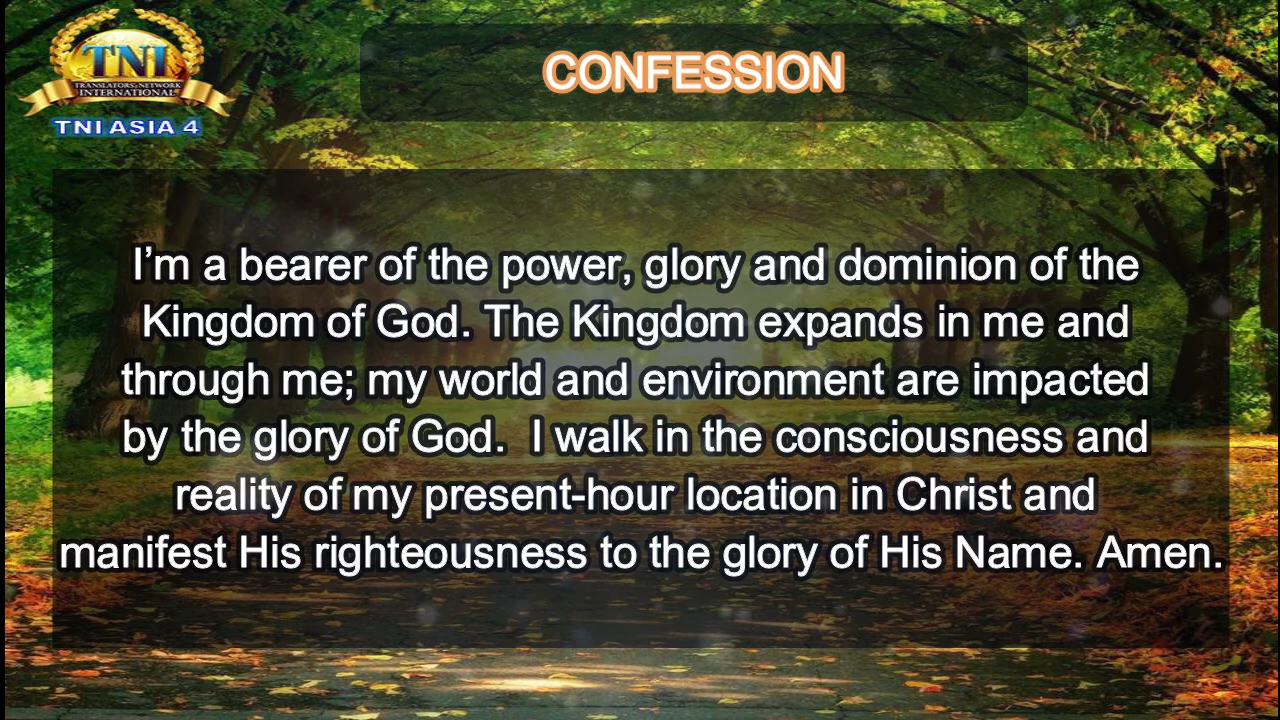 TNI
TRANSLATORS NETWORK
INTERNATIONAL
TNI ASIA 4
CONFESSION
I’m a bearer of the power, glory and dominion of the
Kingdom of God. The Kingdom expands in me and
through me; my world and environment are impacted
by the glory of God.  I walk in the consciousness and
reality of my present-hour location in Christ and
manifest His righteousness to the glory of His Name. Amen.